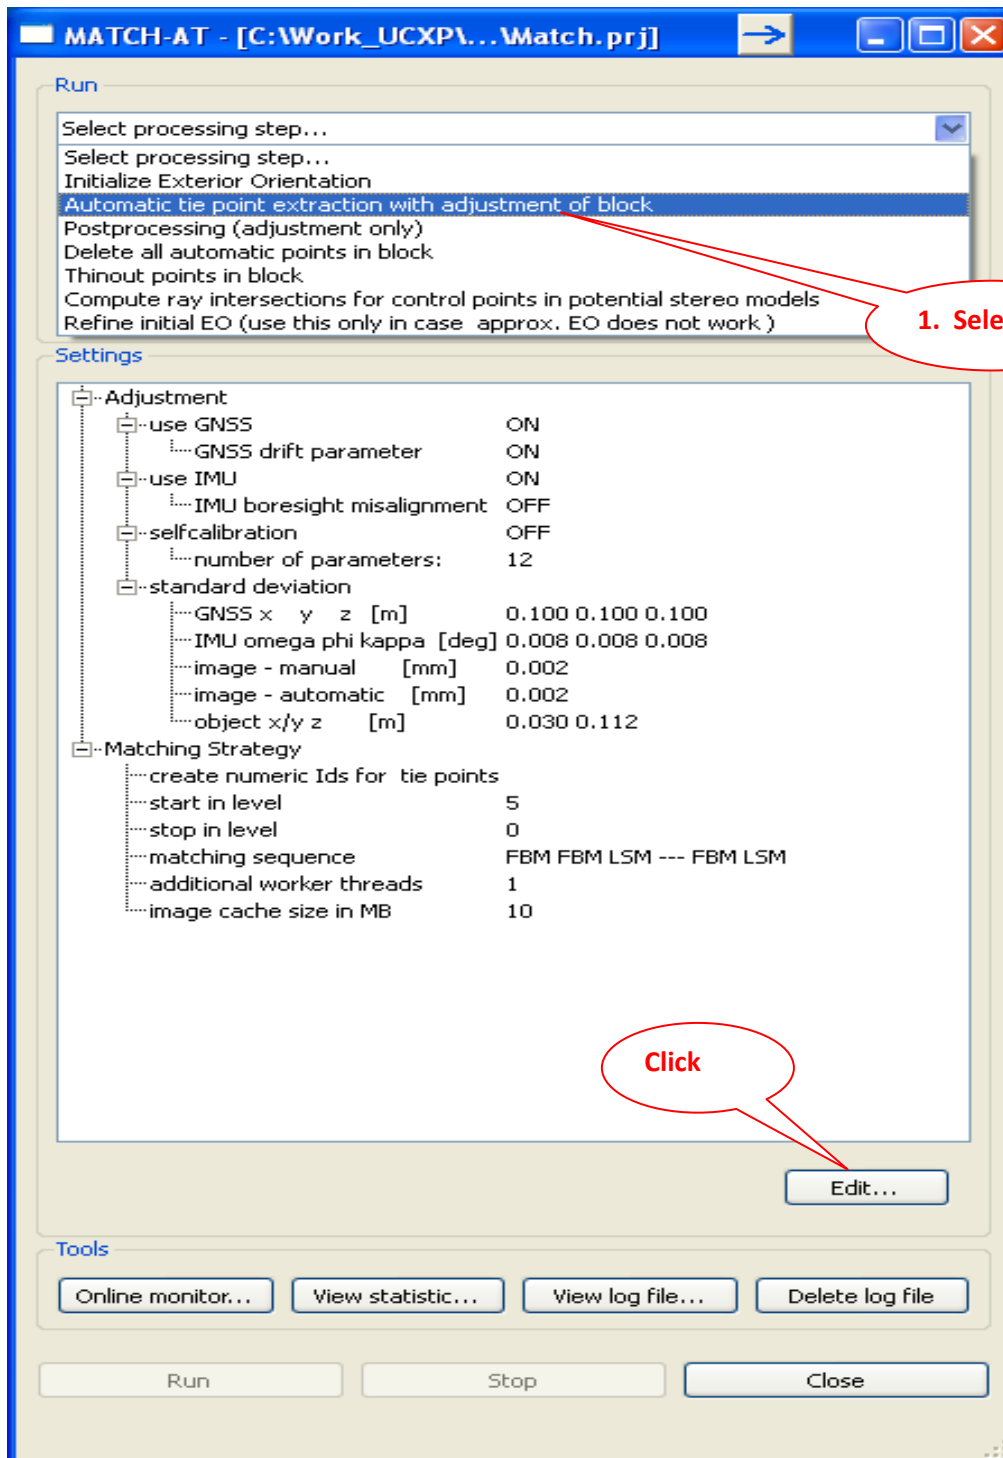 MATCH-AT - [C:\Work_UCXP\...\Match.prj]
Run
Select processing step...
Select processing step...
Initialize Exterior Orientation
Automatic tie point extraction with adjustment of block
Postprocessing (adjustment only)
Delete all automatic points in block
Thinout points in block
Compute ray intersections for control points in potential stereo models
Refine initial EO (use this only in case approx. EO does not work )
1. Sele
Settings
Adjustment
use GNSS ON
GNSS drift parameter ON
use IMU ON
IMU boresight misalignment OFF
selfcalibration OFF
number of parameters: 12
standard deviation
GNSS x y z [m] 0.100 0.100 0.100
IMU omega phi kappa [deg] 0.008 0.008 0.008
image - manual [mm] 0.002
image - automatic [mm] 0.002
object x/y z [m] 0.030 0.112
Matching Strategy
create numeric Ids for tie points
start in level 5
stop in level 0
matching sequence FBM FBM LSM --- FBM LSM
additional worker threads 1
image cache size in MB 10
Click
Edit...
Tools
Online monitor... View statistic... View log file... Delete log file
Run Stop Close